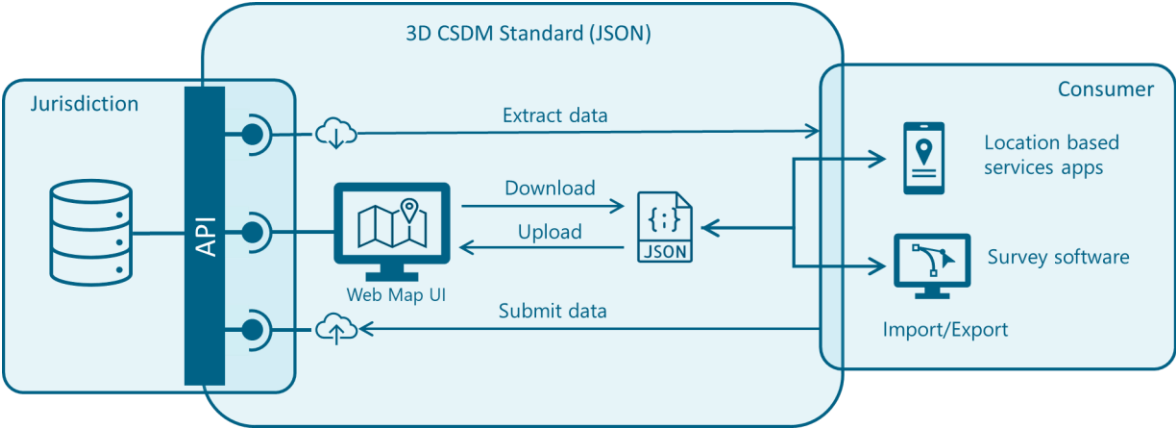 3D CSDM Standard (JSON)
Jurisdiction
Consumer
Extract data
Location based
services apps
Download
{;}
JSON
API
Upload
Survey software
Web Map UI
Submit data
Import/Export